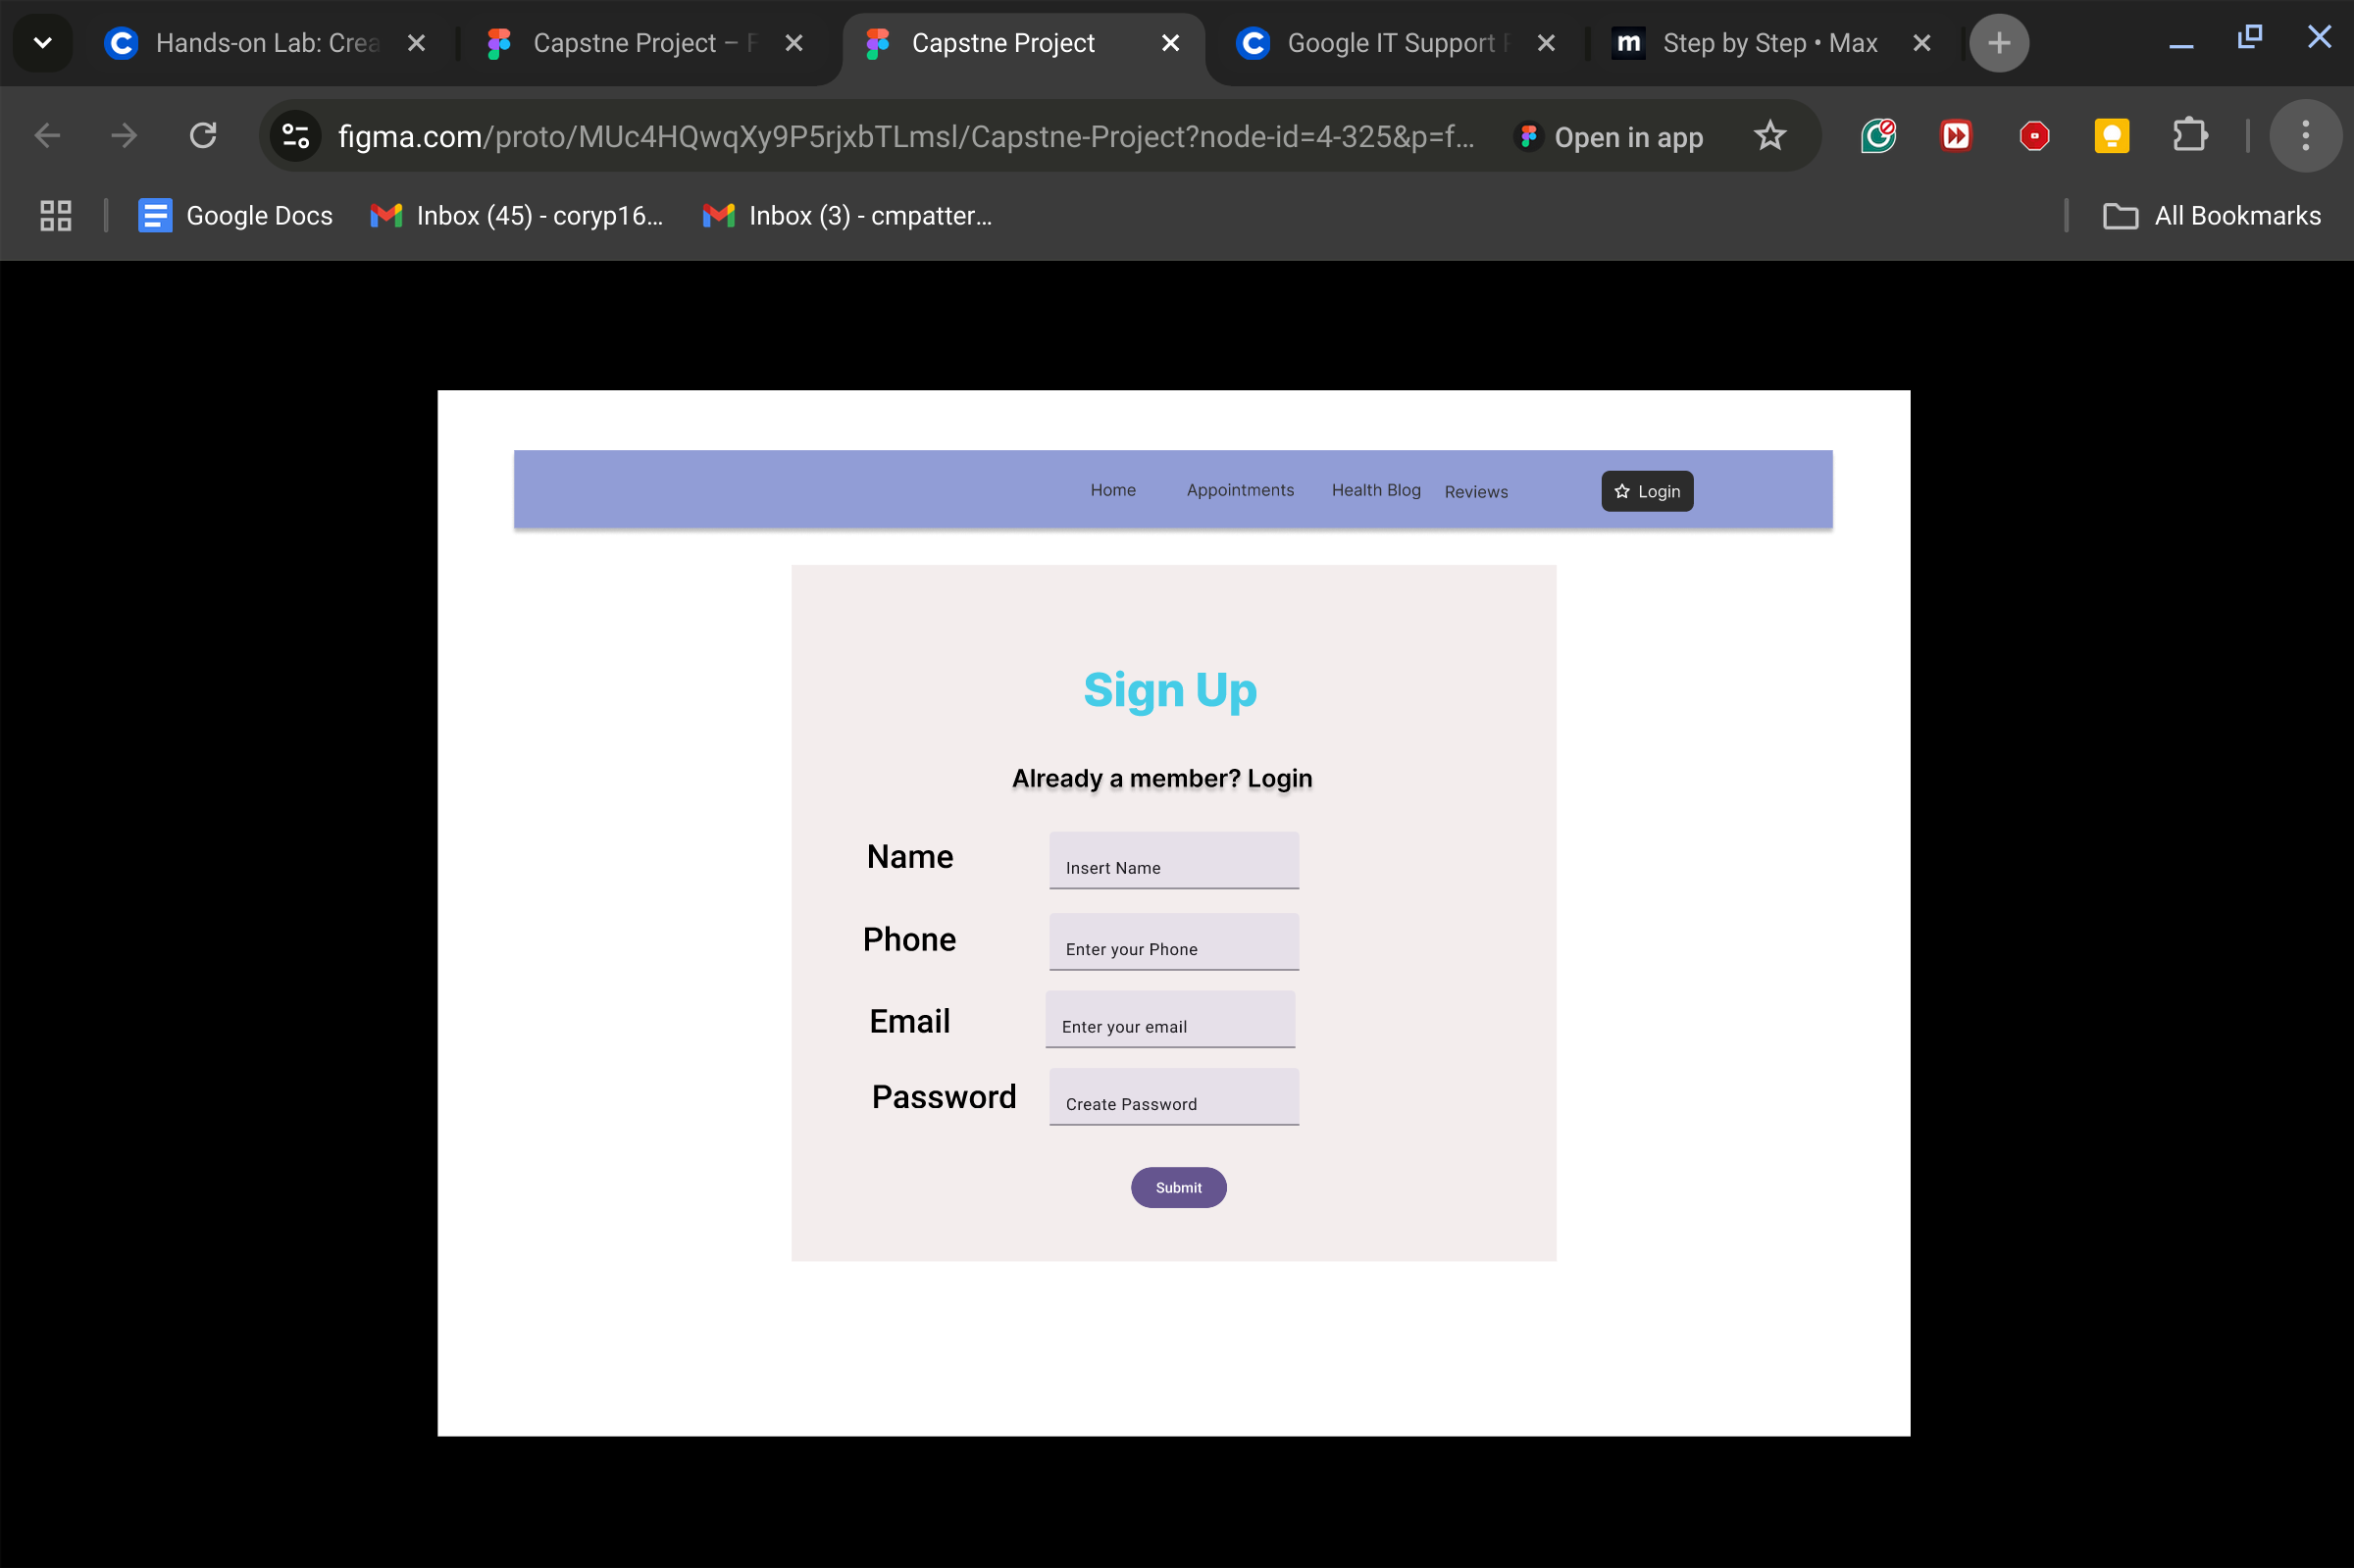 Hands-on Lab: Crea
Capstne Project –
Capstne Project
Google IT Support
Step by Step • Max
figma.com/proto/MUc4HQwqXy9P5rjxbTLmsl/Capstne-Project?node-id=4-325&p=f...
Open in app
Google Docs
Inbox (45) - coryp16...
Inbox (3) - cmpatter...
All Bookmarks
Home
Appointments
Health Blog
Reviews
Login
Sign Up
Already a member? Login
Name
Insert Name
Phone
Enter your Phone
Email
Enter your email
Password
Create Password
Submit